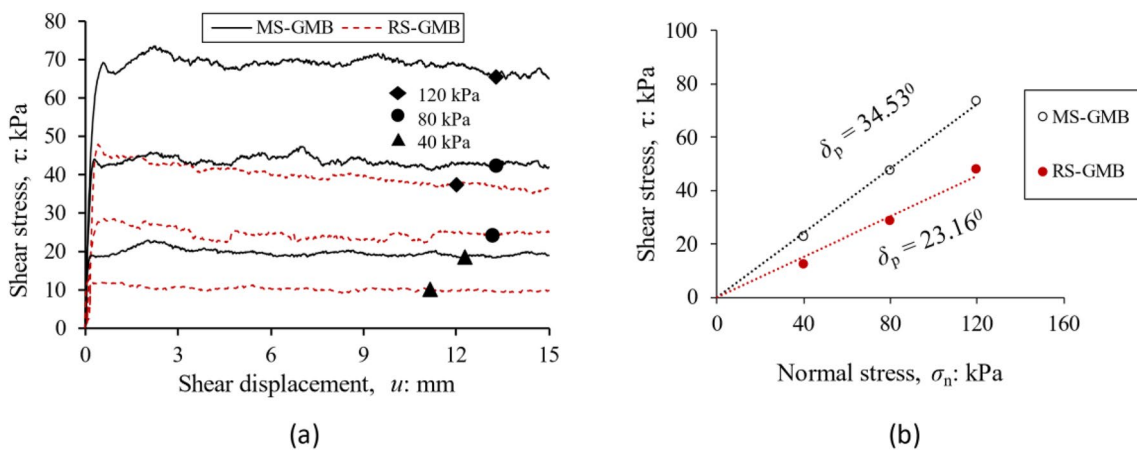 MS-GMB RS-GMB
80
70
60
50
40
30
20
10
0
Shear stress, τ: kPa
120 kPa
80 kPa
40 kPa
0 3 6 9 12 15
Shear displacement, u: mm
(a)
100
80
60
40
20
0
Shear stress, τ: kPa
δp = 34.53⁰
δp = 23.16⁰
MS-GMB
RS-GMB
0 40 80 120 160
Normal stress, σn: kPa
(b)